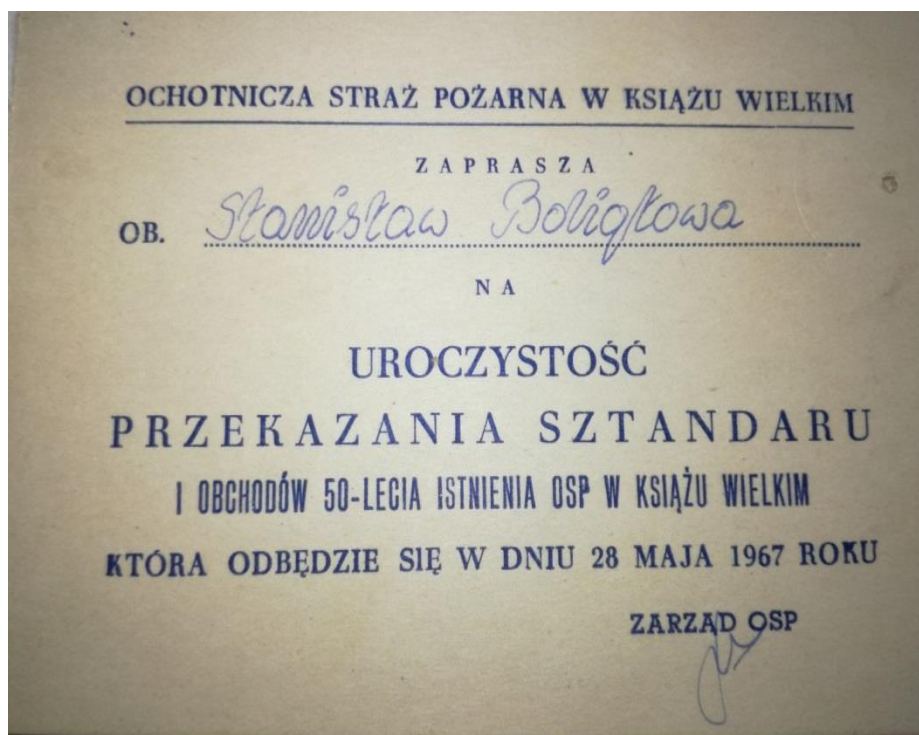 OCHOTNICZA STRAŻ POŻARNA W KSIĄŻU WIELKIM
ZAPRASZA
OB. Stanisław Bolięłowa
NA
UROCZYSTOŚĆ
PRZEKAZANIA SZTANDARU
I OBCHODÓW 50-LECIA ISTNIENIA OSP W KSIĄŻU WIELKIM
KTÓRA ODBĘDZIE SIĘ W DNIU 28 MAJA 1967 ROKU
ZARZĄD OSP